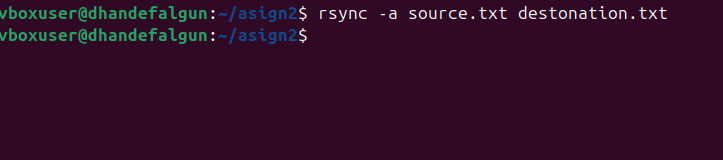 vboxuser@dhandefalgun:~/asign2$ rsync -a source.txt destonation.txt
vboxuser@dhandefalgun:~/asign2$